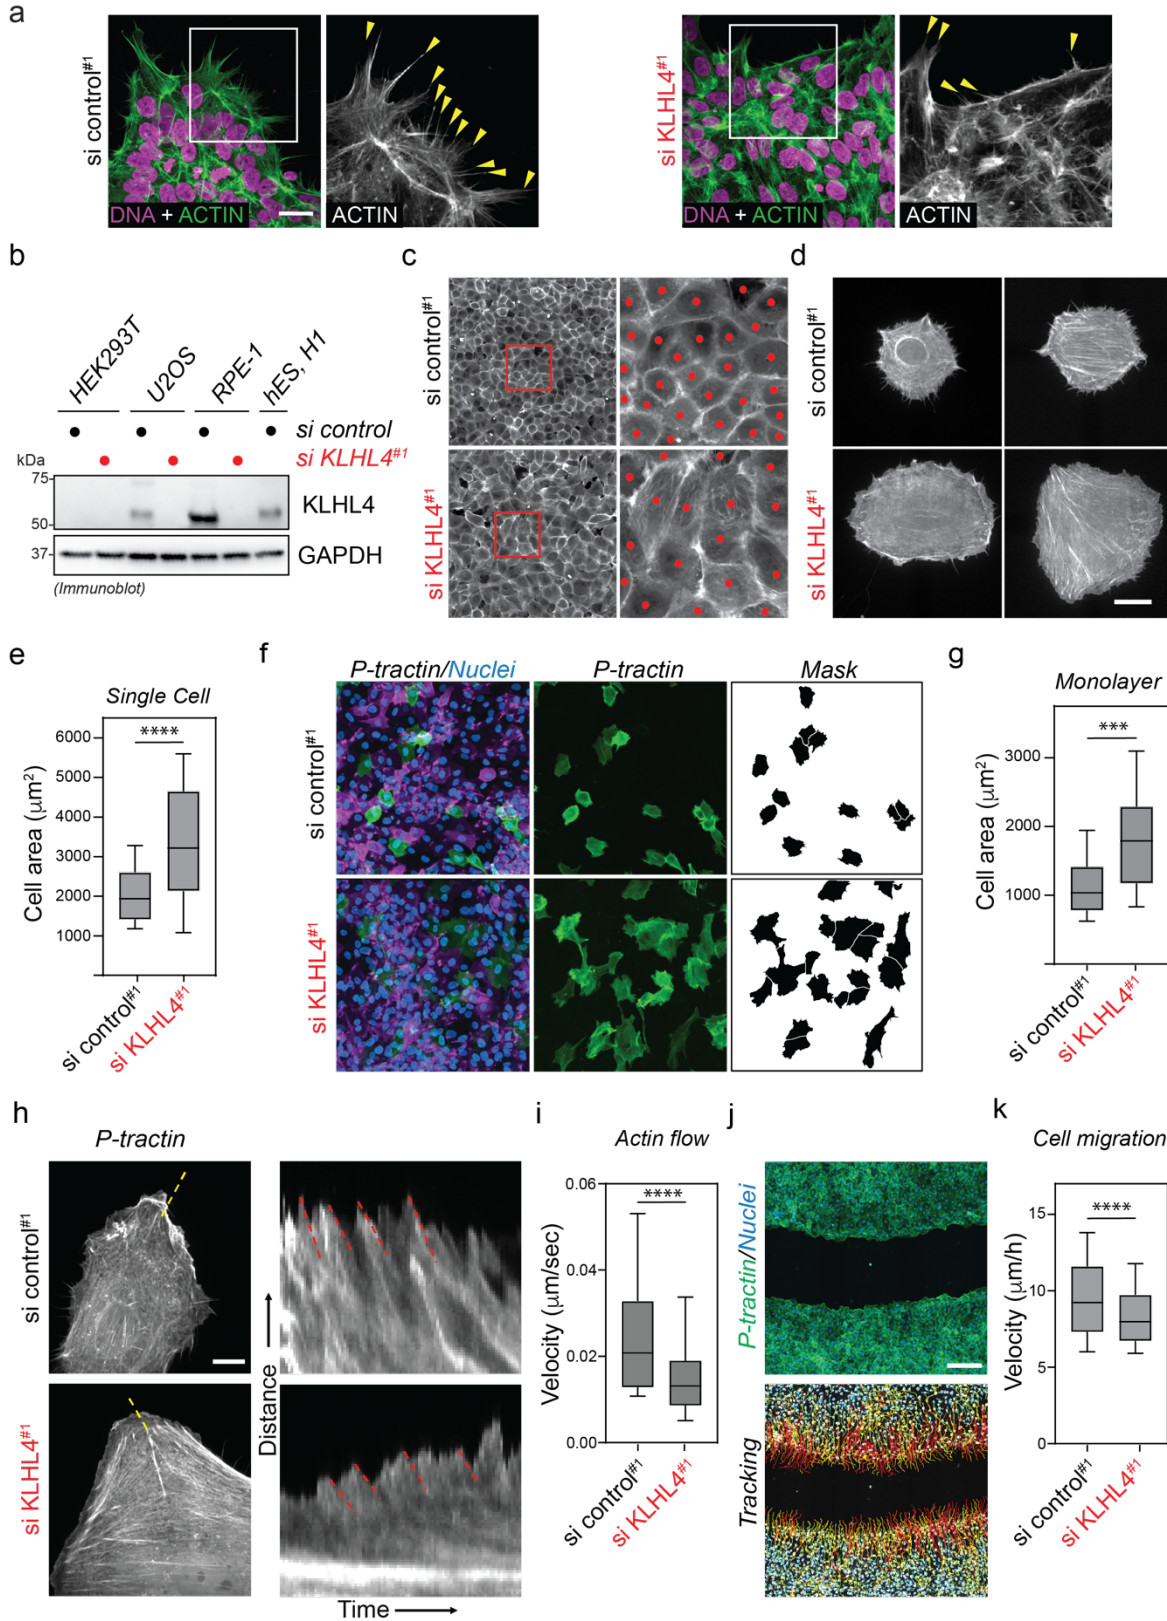 a
si control#1
DNA + ACTIN
ACTIN
si KLHL4#1
DNA + ACTIN
ACTIN
b
HEK293T
U2OS
RPE-1
hES, H1
si control
si KLHL4#1
kDa
75
50
KLHL4
37
GAPDH
(Immunoblot)
c
si control#1
si KLHL4#1
d
si control#1
si KLHL4#1
e
Single Cell
****
Cell area (μm²)
6000
5000
4000
3000
2000
1000
si control#1
si KLHL4#1
f
P-tractin/Nuclei
P-tractin
Mask
si control#1
si KLHL4#1
g
Monolayer
***
Cell area (μm²)
3000
2000
1000
si control#1
si KLHL4#1
h
P-tractin
si control#1
si KLHL4#1
Distance
Time
i
Actin flow
****
Velocity (μm/sec)
0.06
0.04
0.02
0.00
si control#1
si KLHL4#1
j
P-tractin/Nuclei
Tracking
k
Cell migration
****
Velocity (μm/h)
15
10
5
0
si control#1
si KLHL4#1